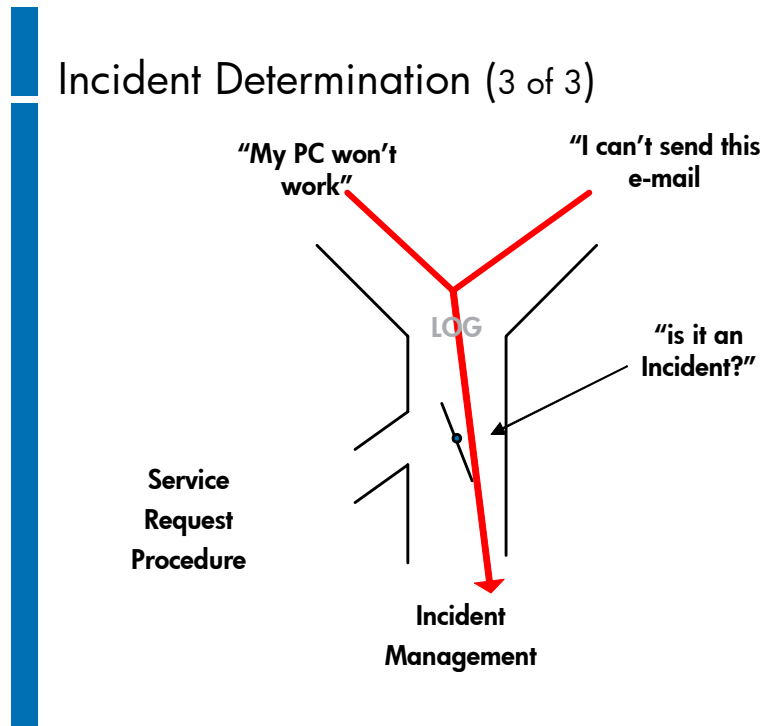 Incident Determination (3 of 3)
“My PC won’t
work”
“I can’t send this
e-mail
LOG
“is it an
Incident?”
Service
Request
Procedure
Incident
Management